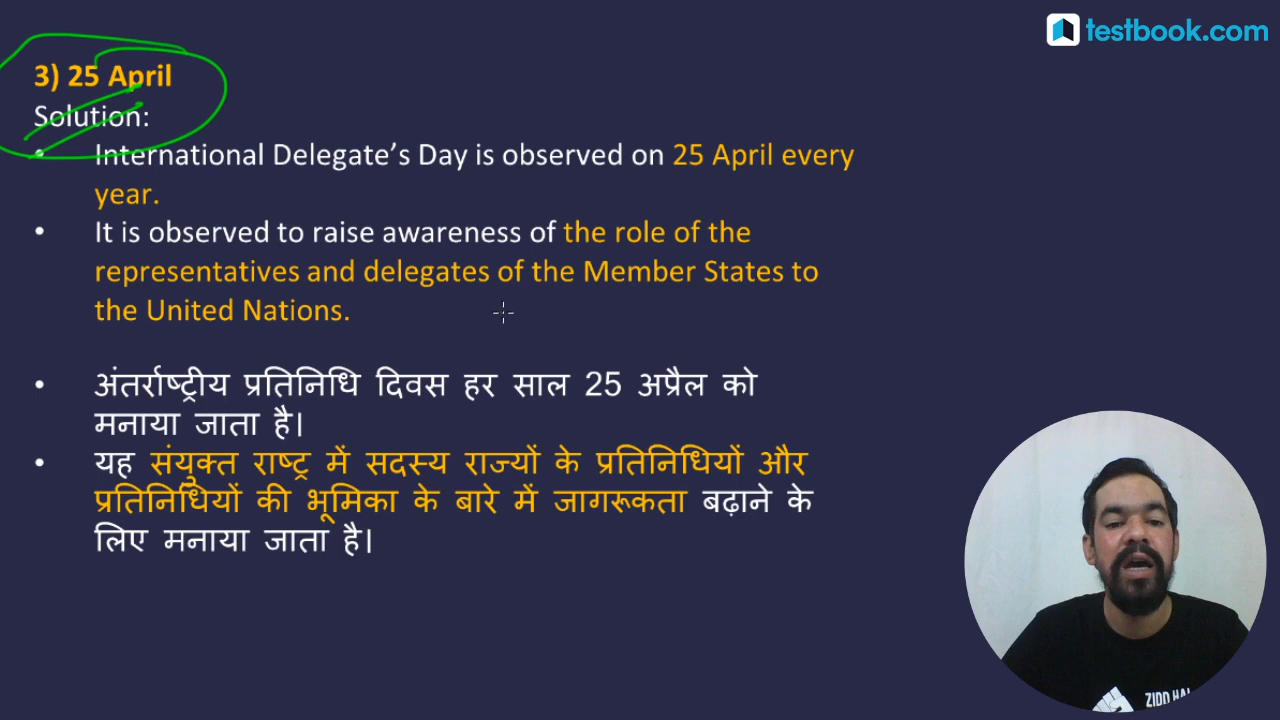 testbook.com
3) 25 April
Solution:
• International Delegate’s Day is observed on 25 April every
year.
• It is observed to raise awareness of the role of the
representatives and delegates of the Member States to
the United Nations.
• अंतर्राष्ट्रीय प्रतिनिधि दिवस हर साल 25 अप्रैल को
मनाया जाता है।
• यह संयुक्त राष्ट्र में सदस्य राज्यों के प्रतिनिधियों और
प्रतिनिधियों की भूमिका के बारे में जागरूकता बढ़ाने के
लिए मनाया जाता है।
ZIDD